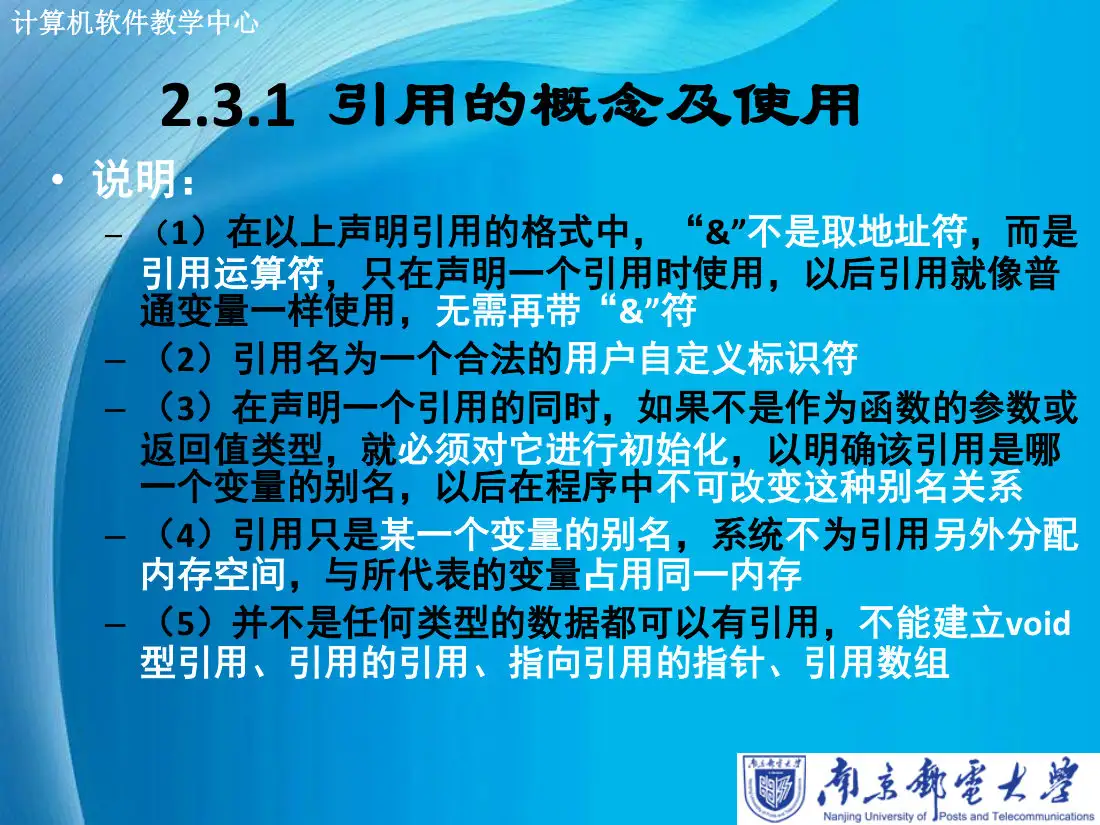 计算机软件教学中心
2.3.1 引用的概念及使用
• 说明：
– （1）在以上声明引用的格式中，“&”不是取地址符，而是
引用运算符，只在声明一个引用时使用，以后引用就像普
通变量一样使用，无需再带“&”符
– （2）引用名为一个合法的用户自定义标识符
– （3）在声明一个引用的同时，如果不是作为函数的参数或
返回值类型，就必须对它进行初始化，以明确该引用是哪
一个变量的别名，以后在程序中不可改变这种别名关系
– （4）引用只是某一个变量的别名，系统不为引用另外分配
内存空间，与所代表的变量占用同一内存
– （5）并不是任何类型的数据都可以有引用，不能建立void
型引用、引用的引用、指向引用的指针、引用数组
南京郵電大學
Nanjing University of Posts and Telecommunications